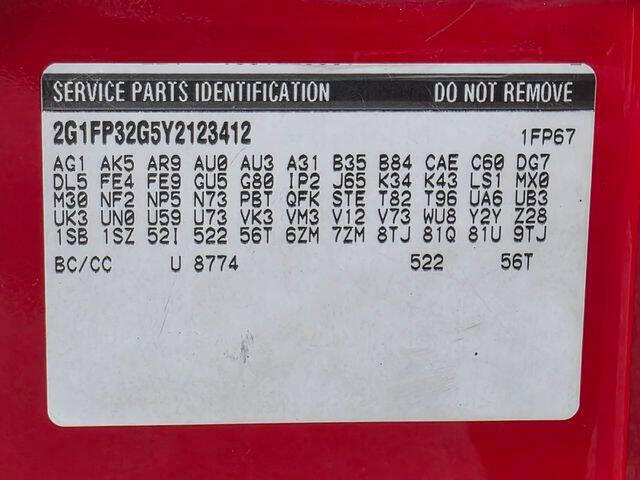 SERVICE PARTS IDENTIFICATION DO NOT REMOVE
2G1FP32G5Y2123412 1FP67
AG1 AK5 AR9 AU0 AU3 A31 B35 B84 CAE C60 DG7
DL5 FE4 FE9 GU5 G80 IP2 J65 K34 K43 LS1 MX0
M30 NF2 NP5 N73 PBT QFK STE T82 T96 UA6 UB3
UK3 UN0 U59 U73 VK3 VM3 V12 V73 WU8 Y2Y Z28
1SB 1SZ 52I 522 56T 6ZM 7ZM 8TJ 81Q 81U 9TJ
BC/CC U 8774 522 56T